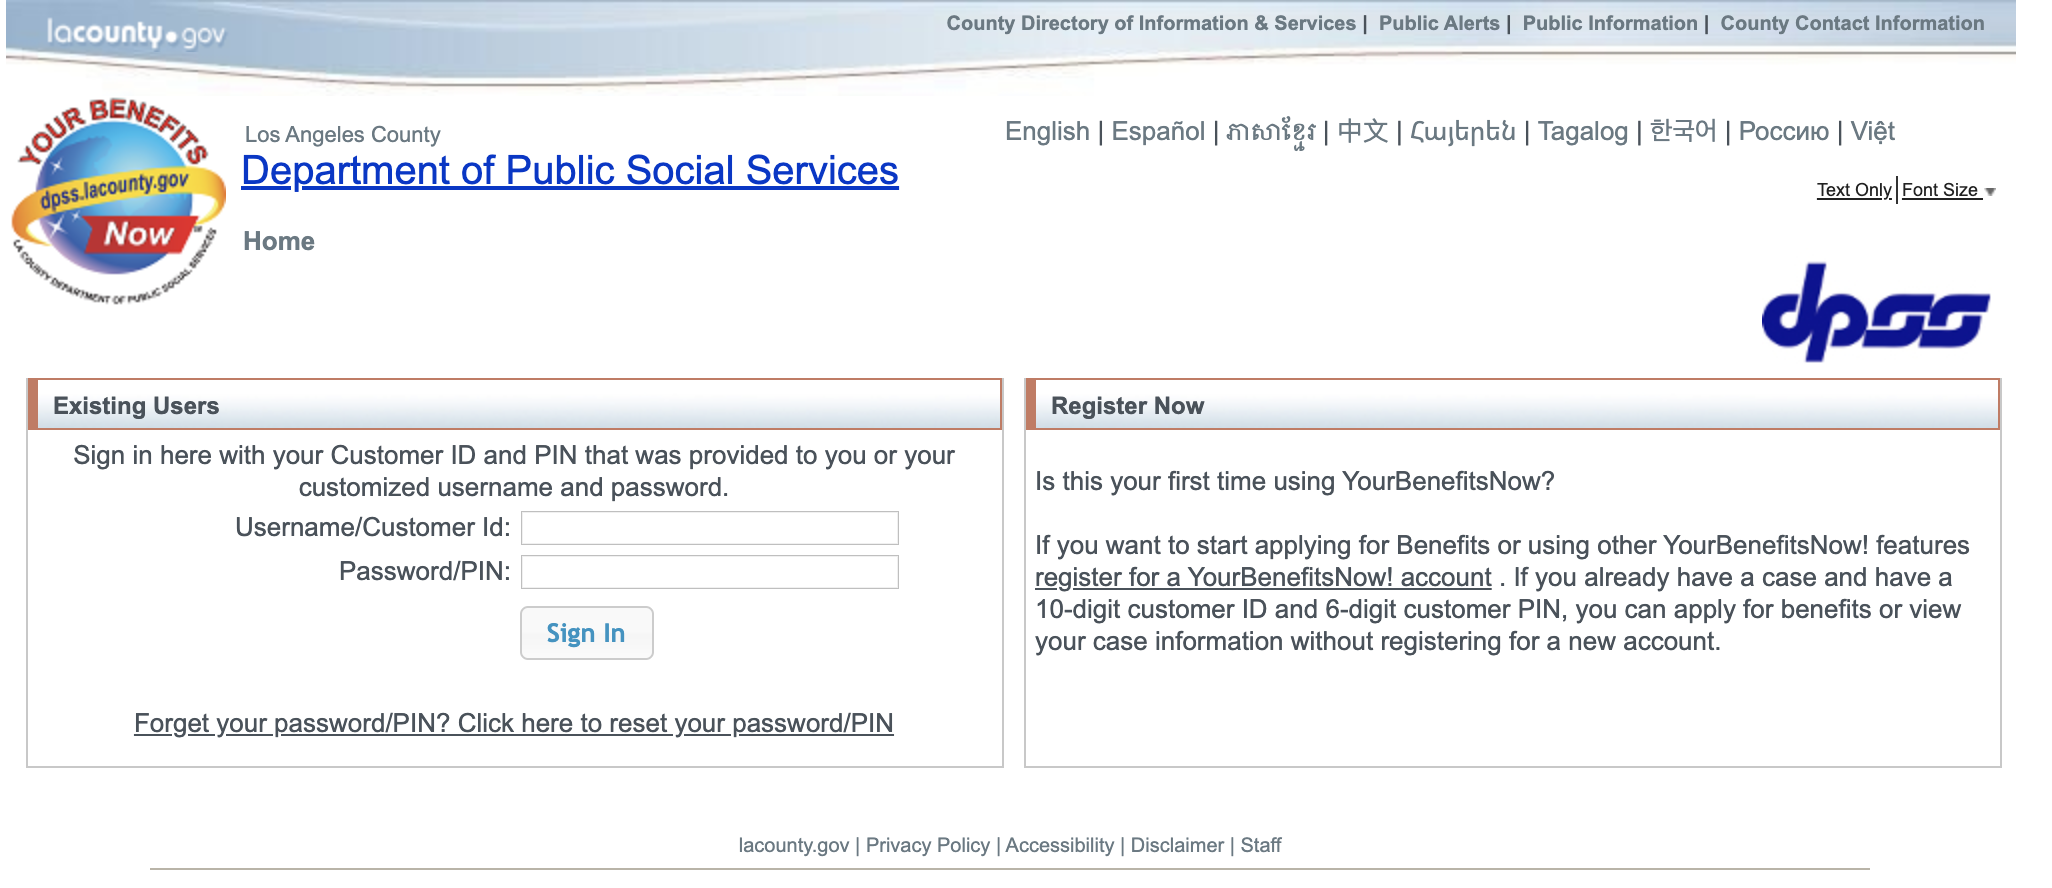 lacounty.gov
County Directory of Information & Services | Public Alerts | Public Information | County Contact Information
YOUR BENEFITS
dpss.lacounty.gov
Now
LA COUNTY DEPARTMENT OF PUBLIC SOCIAL SERVICES
Los Angeles County
Department of Public Social Services
Home
English | Español | ភាសាខ្មែរ | 中文 | Հայերեն | Tagalog | 한국어 | Россию | Việt
Text Only | Font Size
dpss
Existing Users
Sign in here with your Customer ID and PIN that was provided to you or your
customized username and password.
Username/Customer Id:
Password/PIN:
Sign In
Forget your password/PIN? Click here to reset your password/PIN
Register Now
Is this your first time using YourBenefitsNow?
If you want to start applying for Benefits or using other YourBenefitsNow! features
register for a YourBenefitsNow! account . If you already have a case and have a
10-digit customer ID and 6-digit customer PIN, you can apply for benefits or view
your case information without registering for a new account.
lacounty.gov | Privacy Policy | Accessibility | Disclaimer | Staff